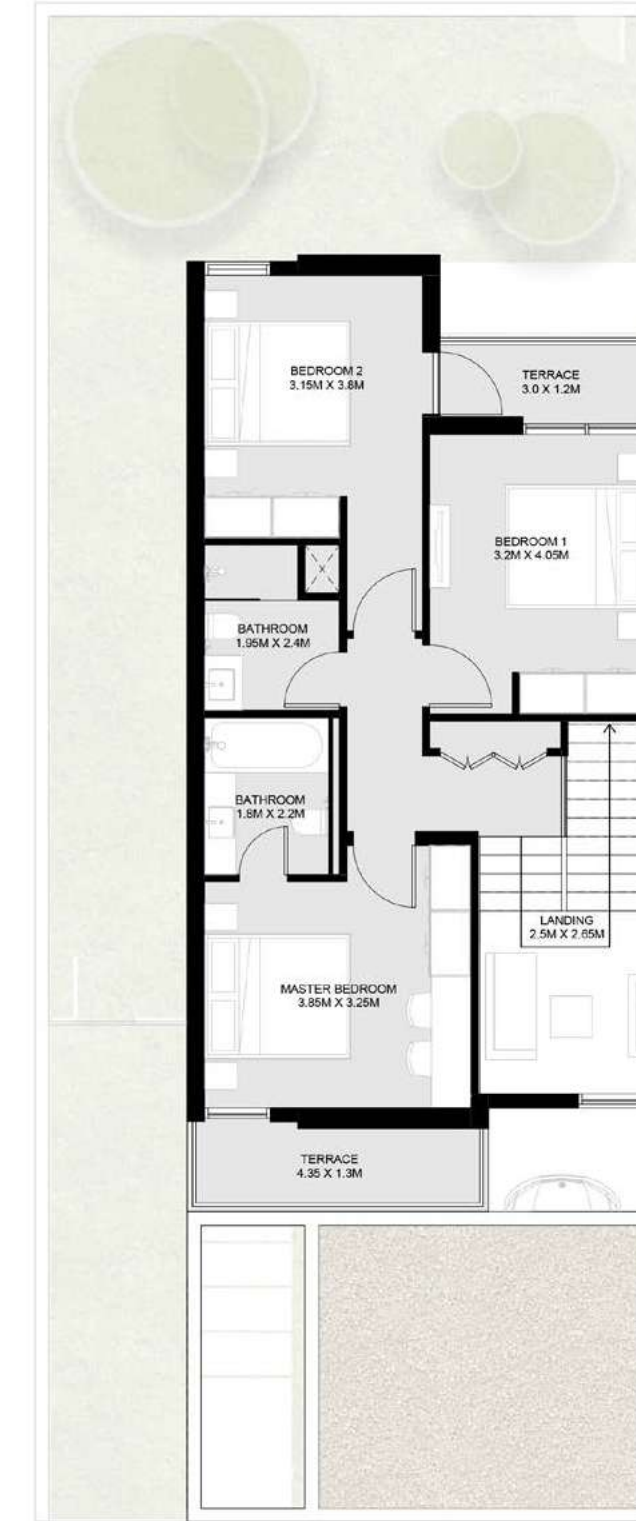 BEDROOM 2
3.15M X 3.8M
TERRACE
3.0 X 1.2M
BEDROOM 1
3.2M X 4.05M
BATHROOM
1.95M X 2.4M
BATHROOM
1.8M X 2.2M
LANDING
2.5M X 2.65M
MASTER BEDROOM
3.85M X 3.25M
TERRACE
4.35 X 1.3M